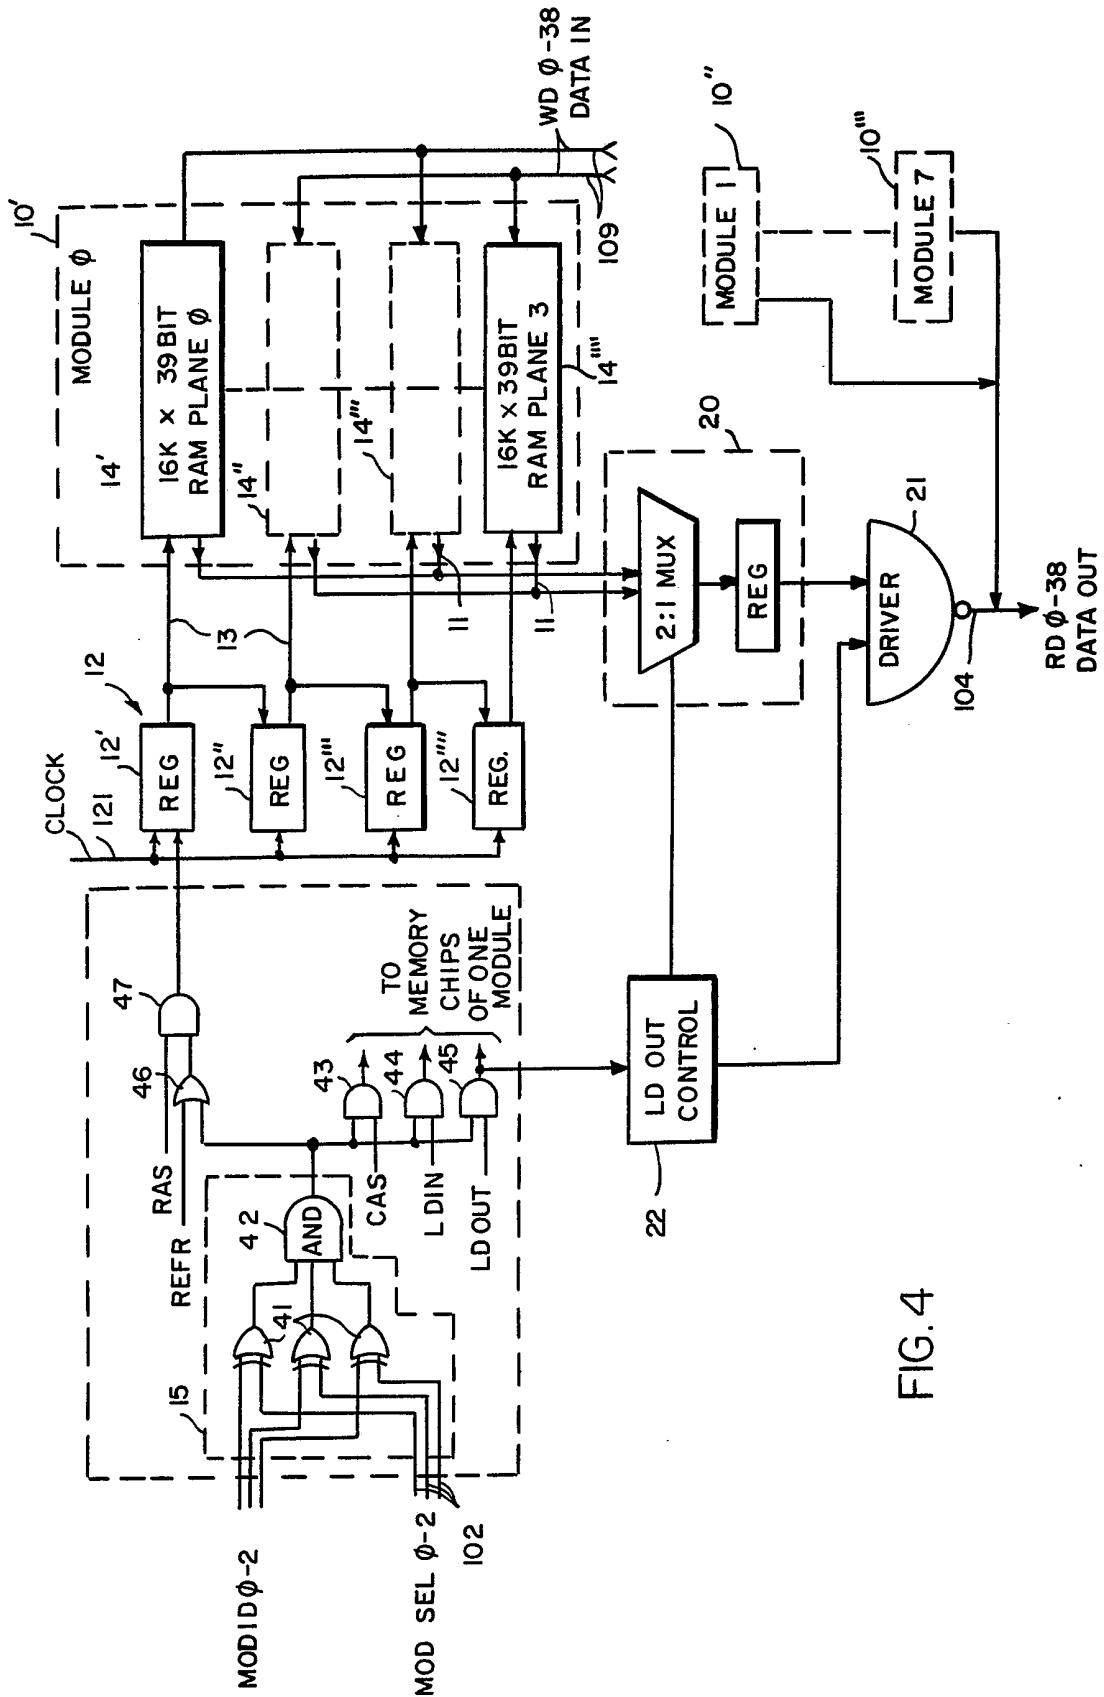 MODID φ-2
MOD SEL φ-2
102
15
41
42
AND
REFR
RAS
46
47
CAS
LDIN
LDOUT
43
44
45
TO
MEMORY
CHIPS
OF ONE
MODULE
CLOCK
121
12
12'
REG
12"
REG
12'''
REG
12''''
REG.
13
10'
MODULE φ
14'
16K x 39BIT
RAM PLANE φ
14"
14'''
16K x 39BIT
RAM PLANE 3
14''''
11
11
109
WD φ-38
DATA IN
22
LD OUT
CONTROL
20
2:1 MUX
REG
DRIVER
21
104
RD φ-38
DATA OUT
MODULE 1
10"
MODULE 7
10'''
FIG. 4